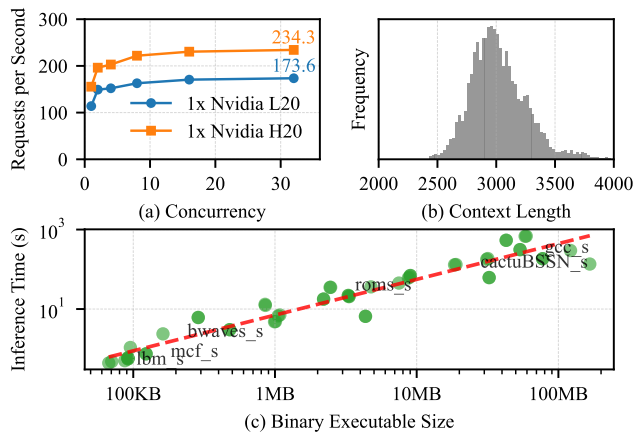 Requests per Second
300
200
100
0
234.3
173.6
1x Nvidia L20
1x Nvidia H20
0
10
20
30
(a) Concurrency
Frequency
2000
2500
3000
3500
4000
(b) Context Length
Inference Time (s)
10³
10¹
gcc_s
cactuBSSN_s
roms_s
bwaves_s
mcf_s
lbm_s
100KB
1MB
10MB
100MB
(c) Binary Executable Size